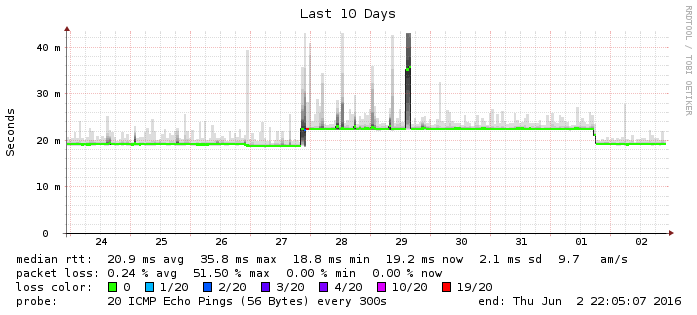 Last 10 Days
RRDTOOL / TOBI OETIKER
Seconds
40 m
30 m
20 m
10 m
0
24 25 26 27 28 29 30 31 01 02
median rtt: 20.9 ms avg 35.8 ms max 18.8 ms min 19.2 ms now 2.1 ms sd 9.7 am/s
packet loss: 0.24 % avg 51.50 % max 0.00 % min 0.00 % now
loss color: 0 1/20 2/20 3/20 4/20 10/20 19/20
probe: 20 ICMP Echo Pings (56 Bytes) every 300s end: Thu Jun 2 22:05:07 2016